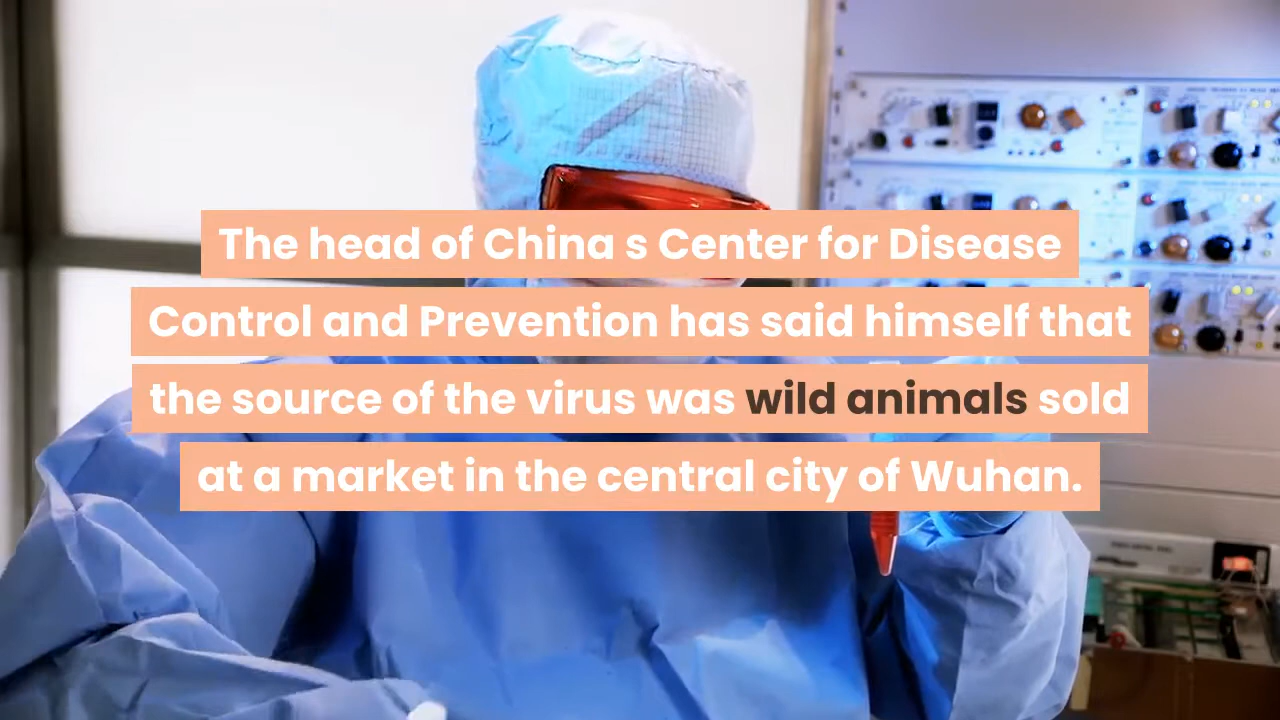 The head of China s Center for Disease
Control and Prevention has said himself that
the source of the virus was wild animals sold
at a market in the central city of Wuhan.